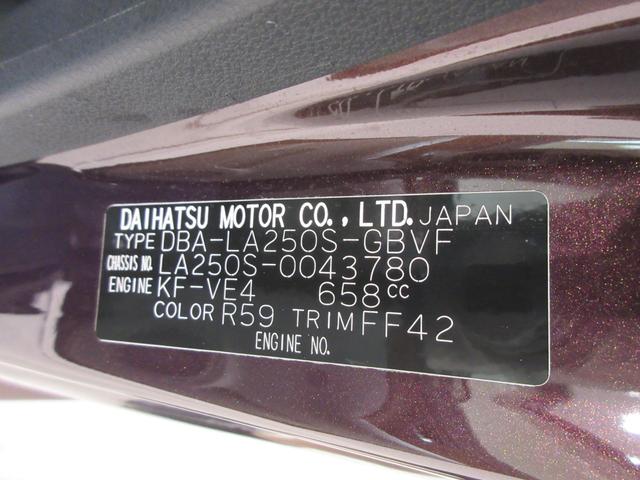 DAIHATSU MOTOR CO., LTD. JAPAN
TYPE DBA-LA250S-GBVF
CHASSIS NO. LA250S-0043780
ENGINE KF-VE4 658cc
COLOR R59 TRIM FF42
ENGINE NO.